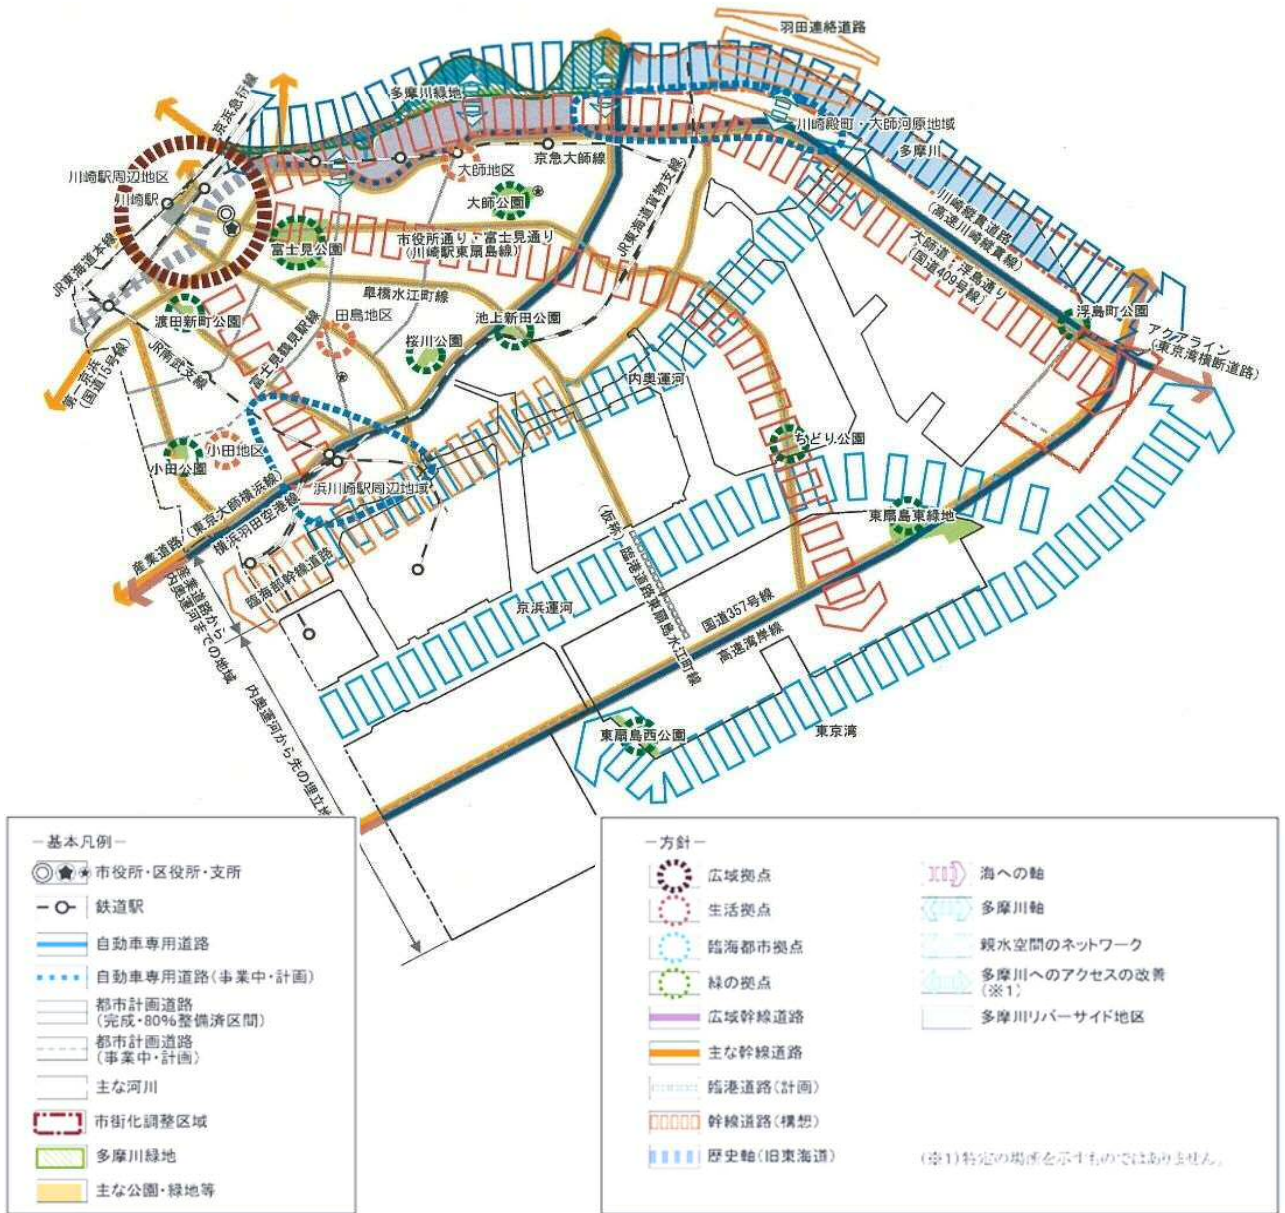 羽田連絡道路
京浜急行線
多摩川緑地
川崎殿町・大師河原地域
多摩川
京急大師線
大師地区
川崎駅周辺地区
川崎駅
大師公園
JR東海道貨物支線
川崎縦貫道路
(高速川崎縦貫線)
大師道・浮島通り
(国道409号線)
富士見公園
市役所通り・富士見通り
(川崎駅東扇島線)
JR東海道本線
皐橋水江町線
浮島町公園
アクアライン
(東京湾横断道路)
渡田新町公園
田島地区
池上新田公園
桜川公園
富士見鶴見駅線
JR南武支線
第一京浜
(国道15号線)
内奥運河
ちどり公園
小田公園
小田地区
浜川崎駅周辺地域
東扇島東緑地
産業道路(東京大師横浜線)
横浜羽田空港線
臨海部幹線道路
(仮称)臨港道路東扇島水江町線
京浜運河
国道357号線
高速湾岸線
産業道路から
内奥運河までの地域
内奥運河から先の埋立地
東扇島西公園
東京湾
－基本凡例－
市役所・区役所・支所
鉄道駅
自動車専用道路
自動車専用道路(事業中・計画)
都市計画道路
(完成・80%整備済区間)
都市計画道路
(事業中・計画)
主な河川
市街化調整区域
多摩川緑地
主な公園・緑地等
－方針－
広域拠点
生活拠点
臨海都市拠点
緑の拠点
広域幹線道路
主な幹線道路
臨港道路(計画)
幹線道路(構想)
歴史軸(旧東海道)
海への軸
多摩川軸
親水空間のネットワーク
多摩川へのアクセスの改善
(※1)
多摩川リバーサイド地区
(※1)特定の場所を示すものではありません。